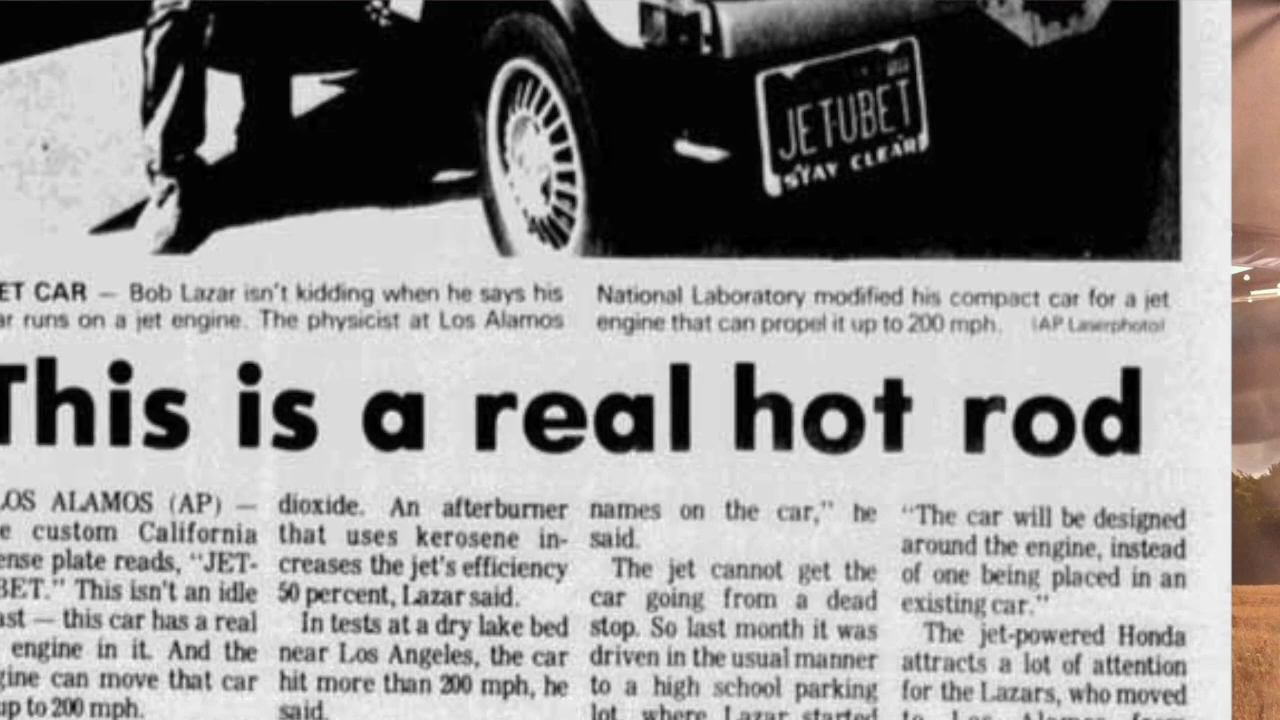 JETUBET
STAY CLEAR
ET CAR — Bob Lazar isn't kidding when he says his
ar runs on a jet engine. The physicist at Los Alamos
National Laboratory modified his compact car for a jet
engine that can propel it up to 200 mph. (AP Laserphoto)
This is a real hot rod
LOS ALAMOS (AP) —
e custom California
ense plate reads, "JET-
BET." This isn't an idle
ast — this car has a real
engine in it. And the
gine can move that car
up to 200 mph.
dioxide. An afterburner
that uses kerosene in-
creases the jet's efficiency
50 percent, Lazar said.
In tests at a dry lake bed
near Los Angeles, the car
hit more than 200 mph, he
said.
names on the car," he
said.
The jet cannot get the
car going from a dead
stop. So last month it was
driven in the usual manner
to a high school parking
lot, where Lazar started
"The car will be designed
around the engine, instead
of one being placed in an
existing car."
The jet-powered Honda
attracts a lot of attention
for the Lazars, who moved
to Los Alamos from